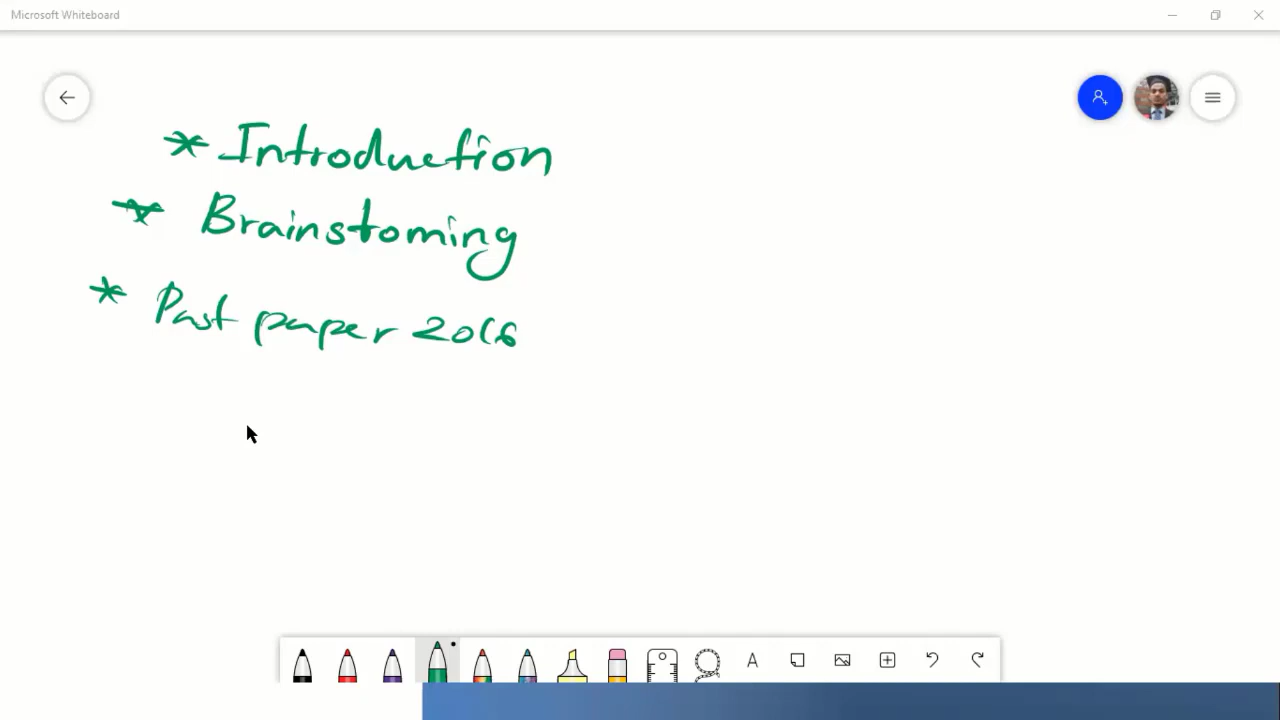 Microsoft Whiteboard
* Introduction
* Brainstoming
* Past paper 2016
A